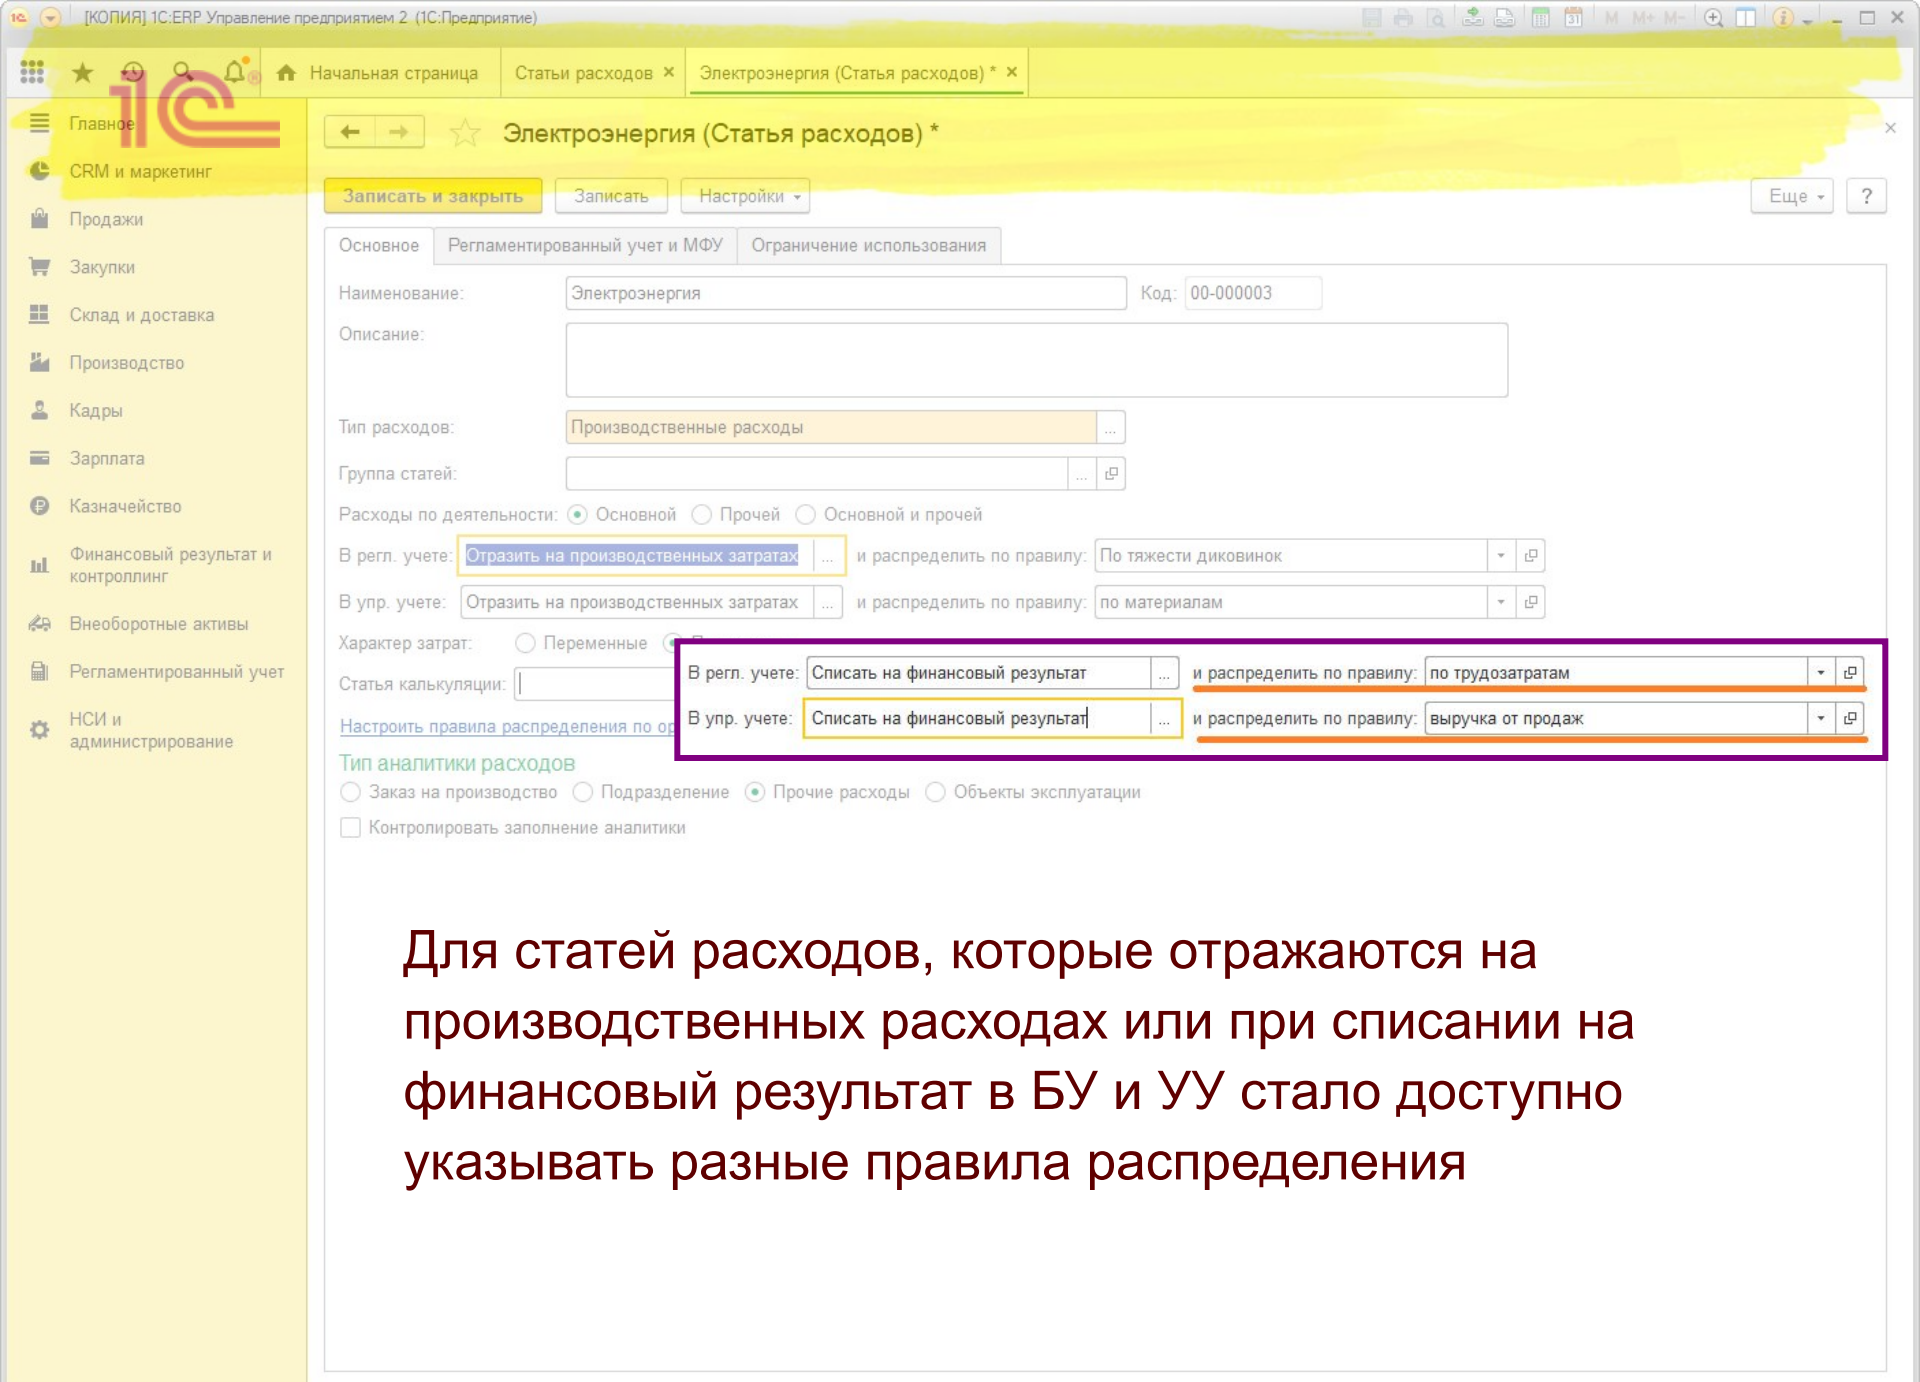 [КОПИЯ] 1С:ERP Управление предприятием 2 (1С:Предприятие)
M M+ M-
Начальная страница
Статьи расходов ×
Электроэнергия (Статья расходов) * ×
1С
Главное
CRM и маркетинг
Продажи
Закупки
Склад и доставка
Производство
Кадры
Зарплата
Казначейство
Финансовый результат и
контроллинг
Внеоборотные активы
Регламентированный учет
НСИ и
администрирование
Электроэнергия (Статья расходов) *
Записать и закрыть
Записать
Настройки
Еще
?
Основное
Регламентированный учет и МФУ
Ограничение использования
Наименование: Электроэнергия
Код: 00-000003
Описание:
Тип расходов: Производственные расходы ...
Группа статей: ...
Расходы по деятельности: Основной Прочей Основной и прочей
В регл. учете: Отразить на производственных затратах ... и распределить по правилу: По тяжести диковинок
В упр. учете: Отразить на производственных затратах ... и распределить по правилу: по материалам
Характер затрат: Переменные
Статья калькуляции:
В регл. учете: Списать на финансовый результат ... и распределить по правилу: по трудозатратам
В упр. учете: Списать на финансовый результат ... и распределить по правилу: выручка от продаж
Настроить правила распределения по ор
Тип аналитики расходов
Заказ на производство Подразделение Прочие расходы Объекты эксплуатации
Контролировать заполнение аналитики
Для статей расходов, которые отражаются на
производственных расходах или при списании на
финансовый результат в БУ и УУ стало доступно
указывать разные правила распределения